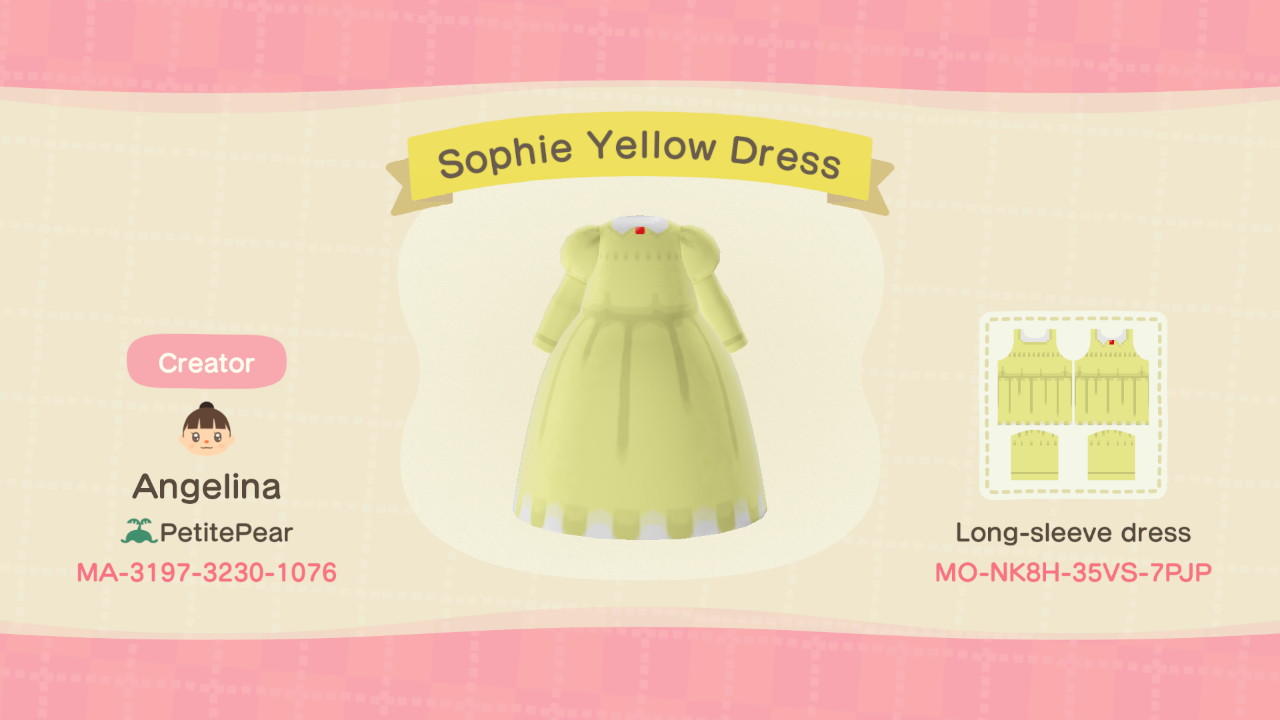 Sophie Yellow Dress
Creator
Angelina
PetitePear
MA-3197-3230-1076
Long-sleeve dress
MO-NK8H-35VS-7PJP